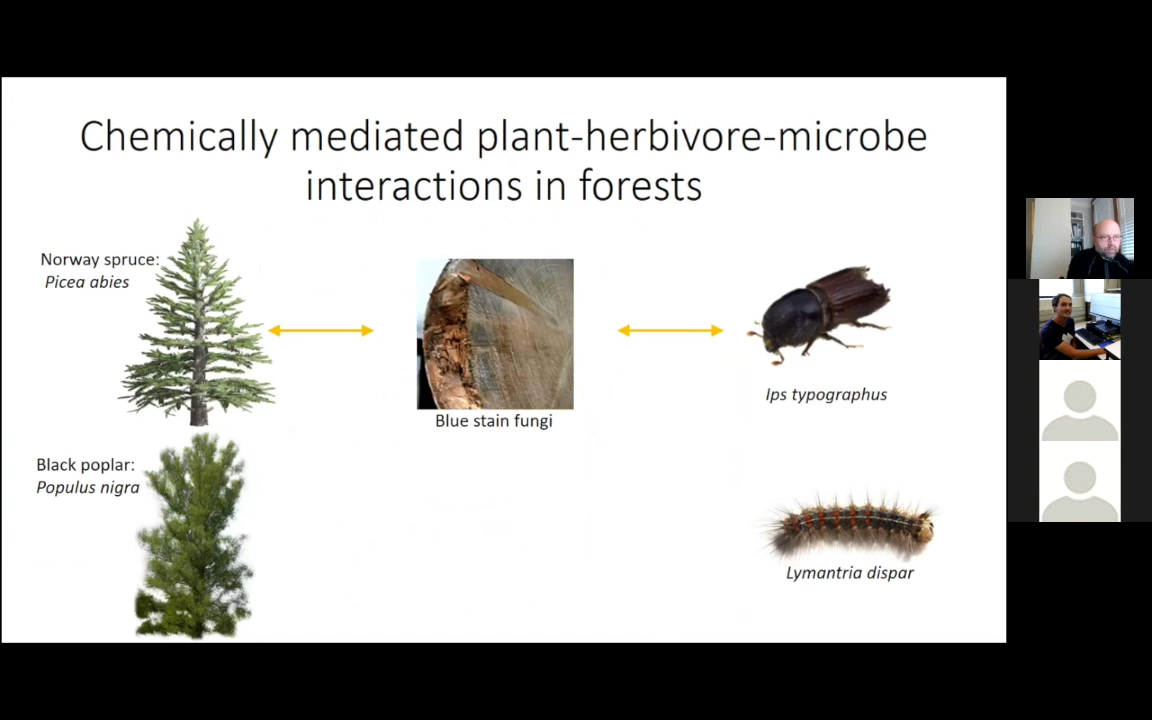 Chemically mediated plant-herbivore-microbe
interactions in forests
Norway spruce:
Picea abies
Blue stain fungi
Ips typographus
Black poplar:
Populus nigra
Lymantria dispar